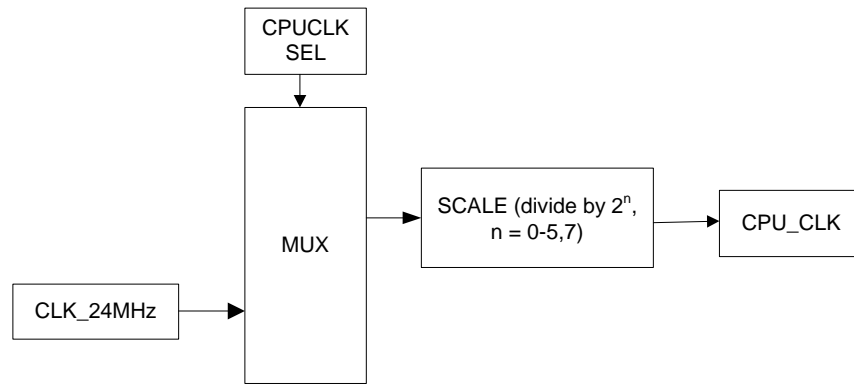 CPUCLK
SEL
MUX
SCALE (divide by 2ⁿ,
n = 0-5,7)
CPU_CLK
CLK_24MHz